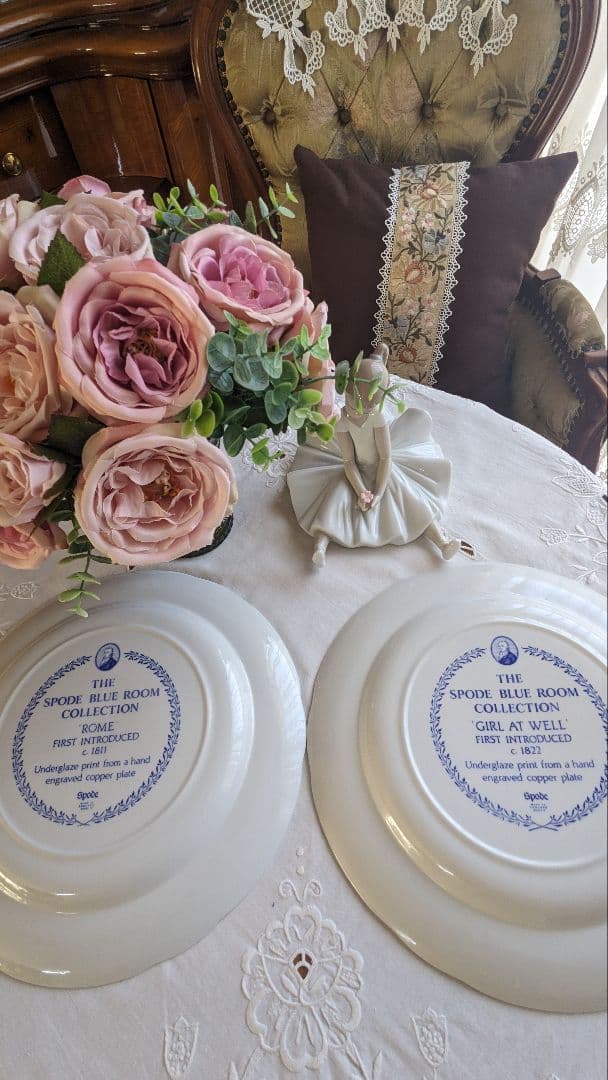 THE
SPODE BLUE ROOM
COLLECTION
'ROME'
FIRST INTRODUCED
c. 1811
Underglaze print from a hand
engraved copper plate
Spode
THE
SPODE BLUE ROOM
COLLECTION
'GIRL AT WELL'
FIRST INTRODUCED
c. 1822
Underglaze print from a hand
engraved copper plate
Spode